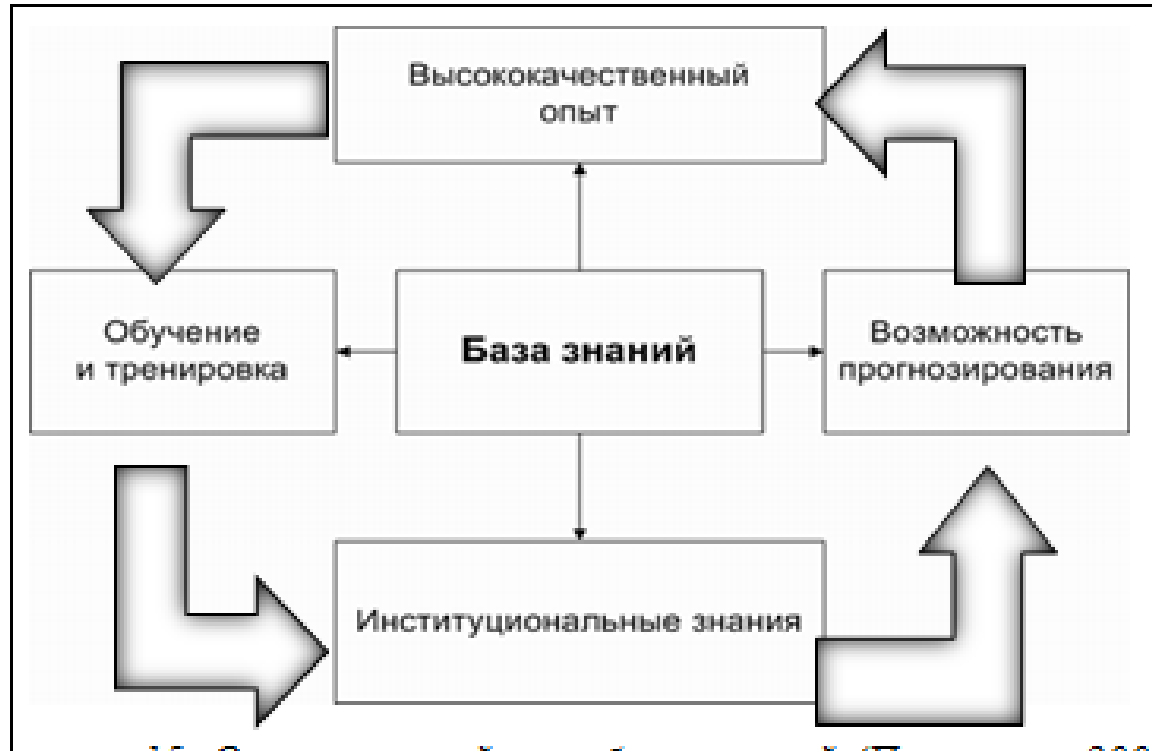 Высококачественный
опыт
Обучение
и тренировка
База знаний
Возможность
прогнозирования
Институциональные знания